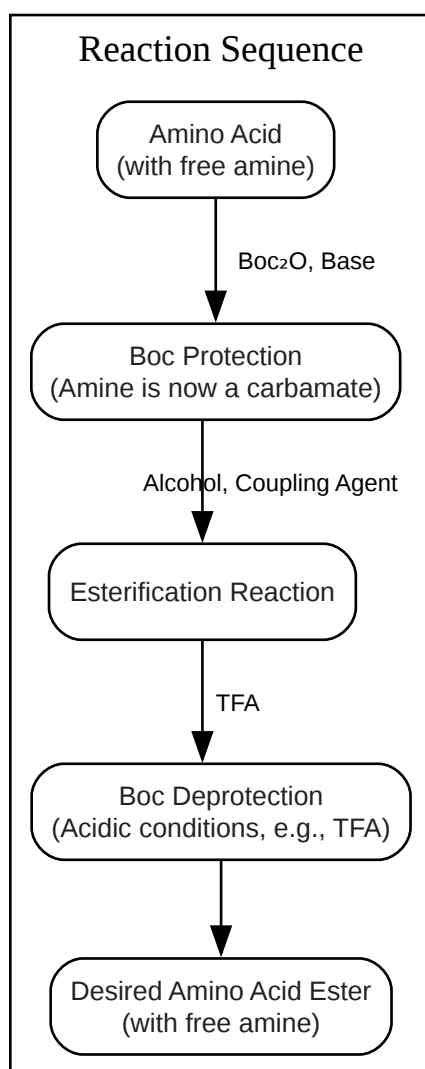 Reaction Sequence
Amino Acid
(with free amine)
Boc₂O, Base
Boc Protection
(Amine is now a carbamate)
Alcohol, Coupling Agent
Esterification Reaction
TFA
Boc Deprotection
(Acidic conditions, e.g., TFA)
Desired Amino Acid Ester
(with free amine)